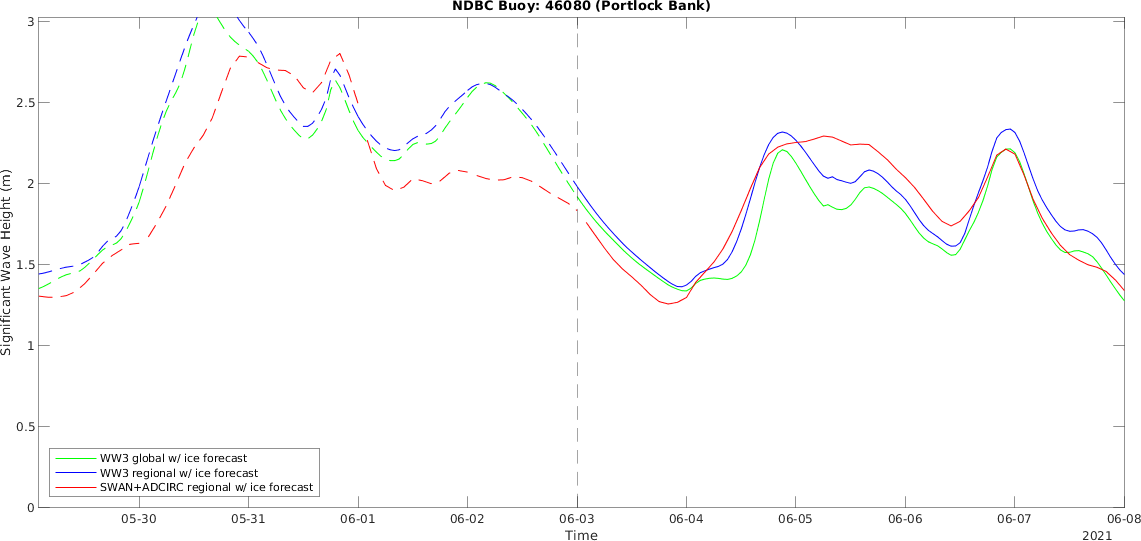 NDBC Buoy: 46080 (Portlock Bank)
Significant Wave Height (m)
3
2.5
2
1.5
1
0.5
0
WW3 global w/ ice forecast
WW3 regional w/ ice forecast
SWAN+ADCIRC regional w/ ice forecast
05-30 05-31 06-01 06-02 06-03 06-04 06-05 06-06 06-07 06-08
Time
2021